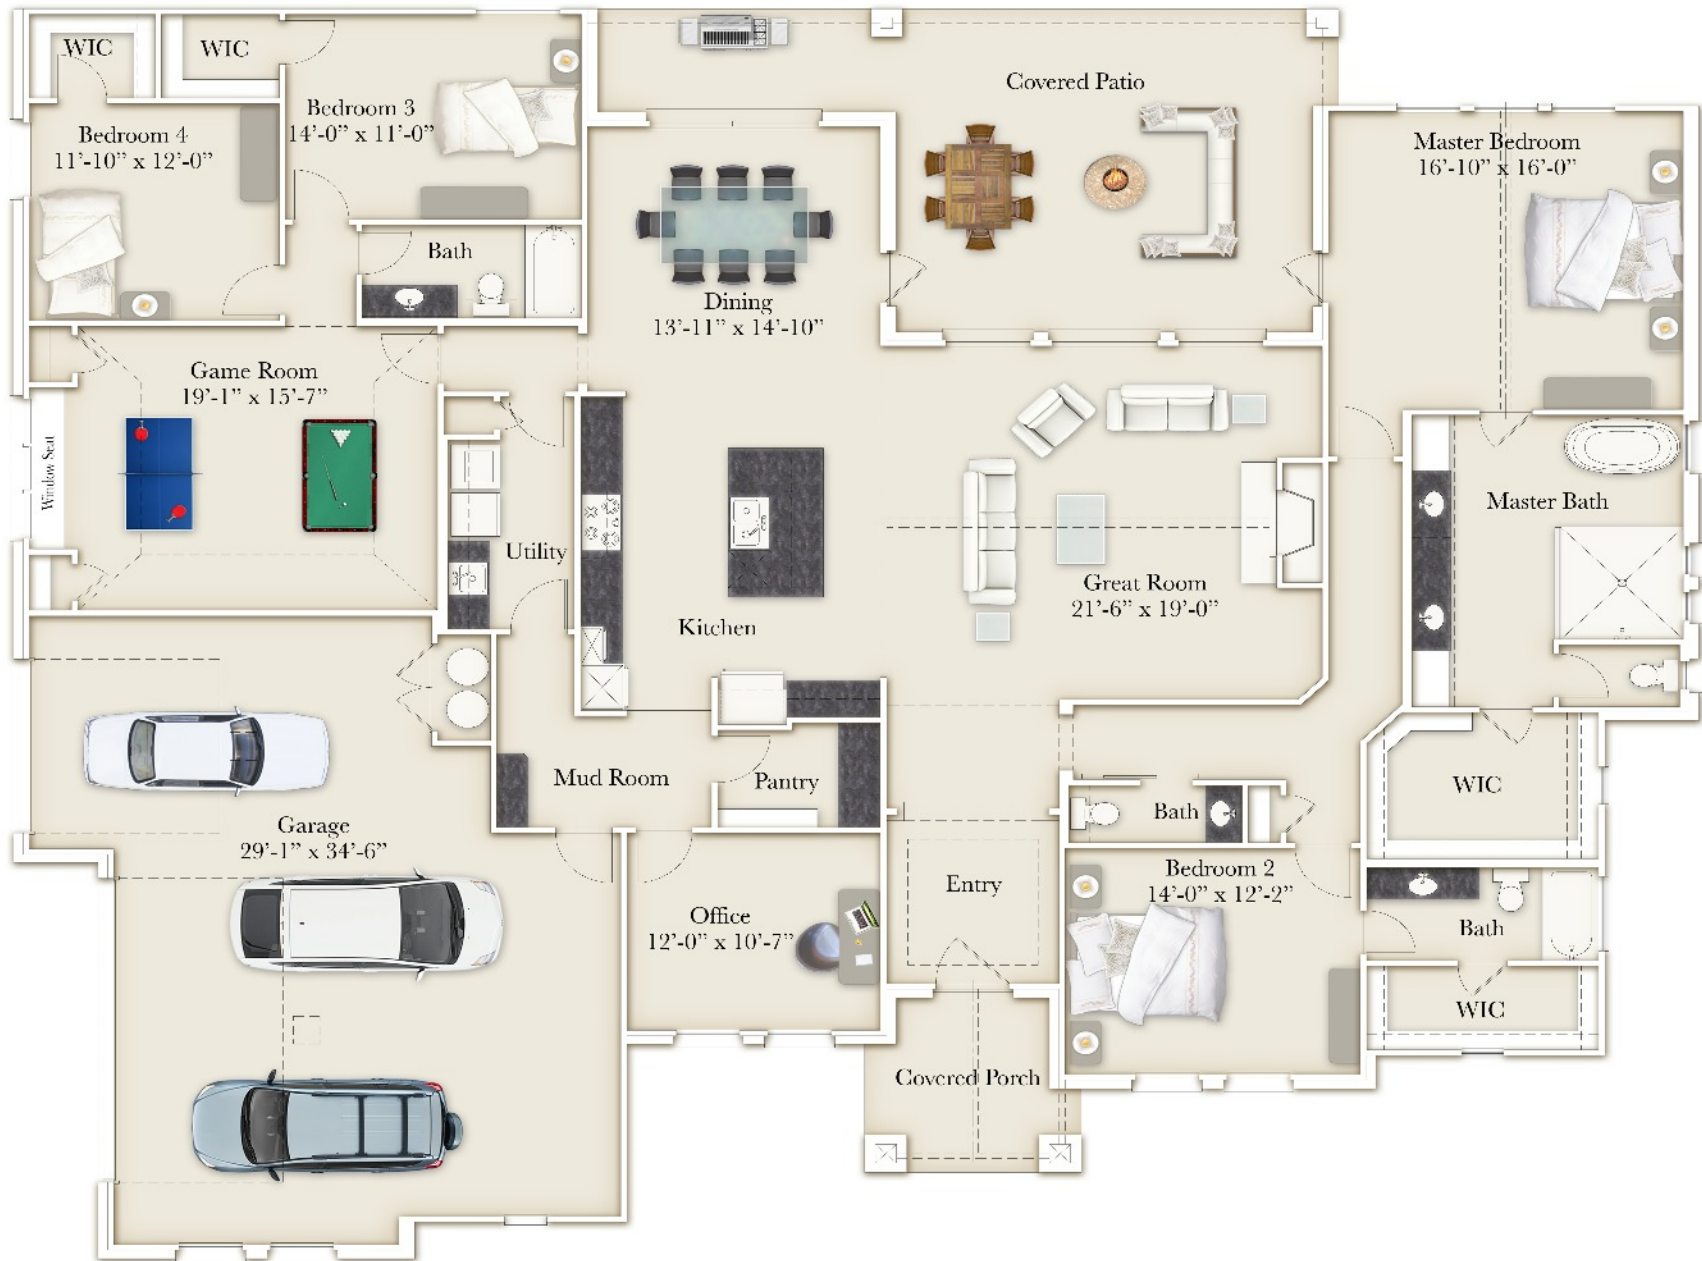 WIC
WIC
Covered Patio
Bedroom 3
14’-0” x 11’-0”
Bedroom 4
11’-10” x 12’-0”
Master Bedroom
16’-10” x 16’-0”
Bath
Dining
13’-11” x 14’-10”
Game Room
19’-1” x 15’-7”
Window Seat
Master Bath
Utility
Great Room
21’-6” x 19’-0”
Kitchen
Mud Room
Pantry
WIC
Bath
Garage
29’-1” x 34’-6”
Bedroom 2
14’-0” x 12’-2”
Entry
Office
12’-0” x 10’-7”
Bath
WIC
Covered Porch